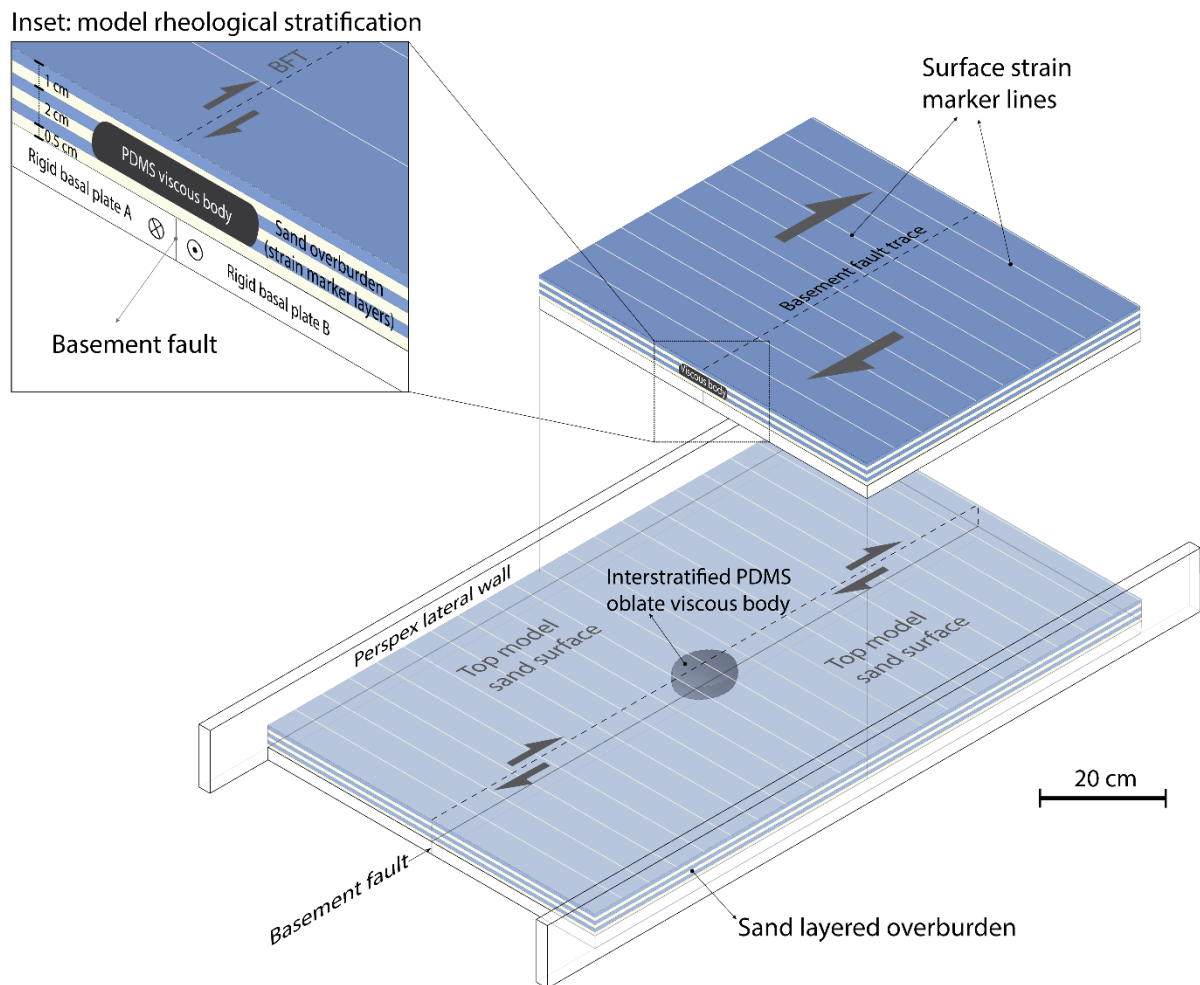 Inset: model rheological stratification
BFT
1 cm
2 cm
0.5 cm
PDMS viscous body
Rigid basal plate A
Sand overburden
(strain marker layers)
Rigid basal plate B
Basement fault
Surface strain
marker lines
Basement fault trace
Viscous body
Perspex lateral wall
Interstratified PDMS
oblate viscous body
Top model
sand surface
Top model
sand surface
20 cm
Basement fault
Sand layered overburden